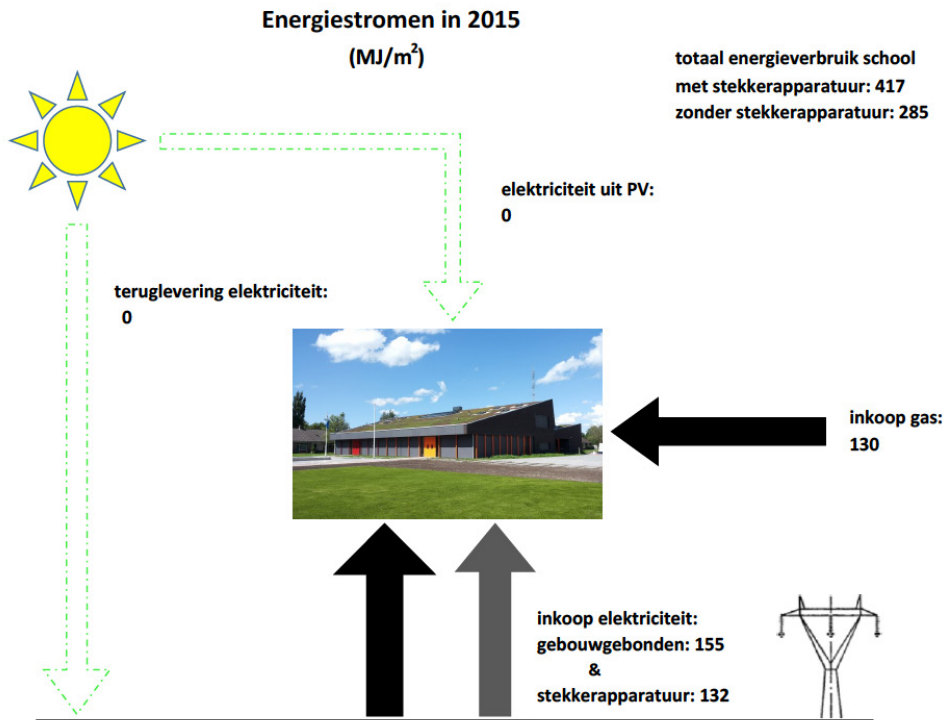 Energiestromen in 2015
(MJ/m²)
totaal energieverbruik school
met stekkerapparatuur: 417
zonder stekkerapparatuur: 285
elektriciteit uit PV:
0
teruglevering elektriciteit:
0
inkoop gas:
130
inkoop elektriciteit:
gebouwgebonden: 155
&
stekkerapparatuur: 132